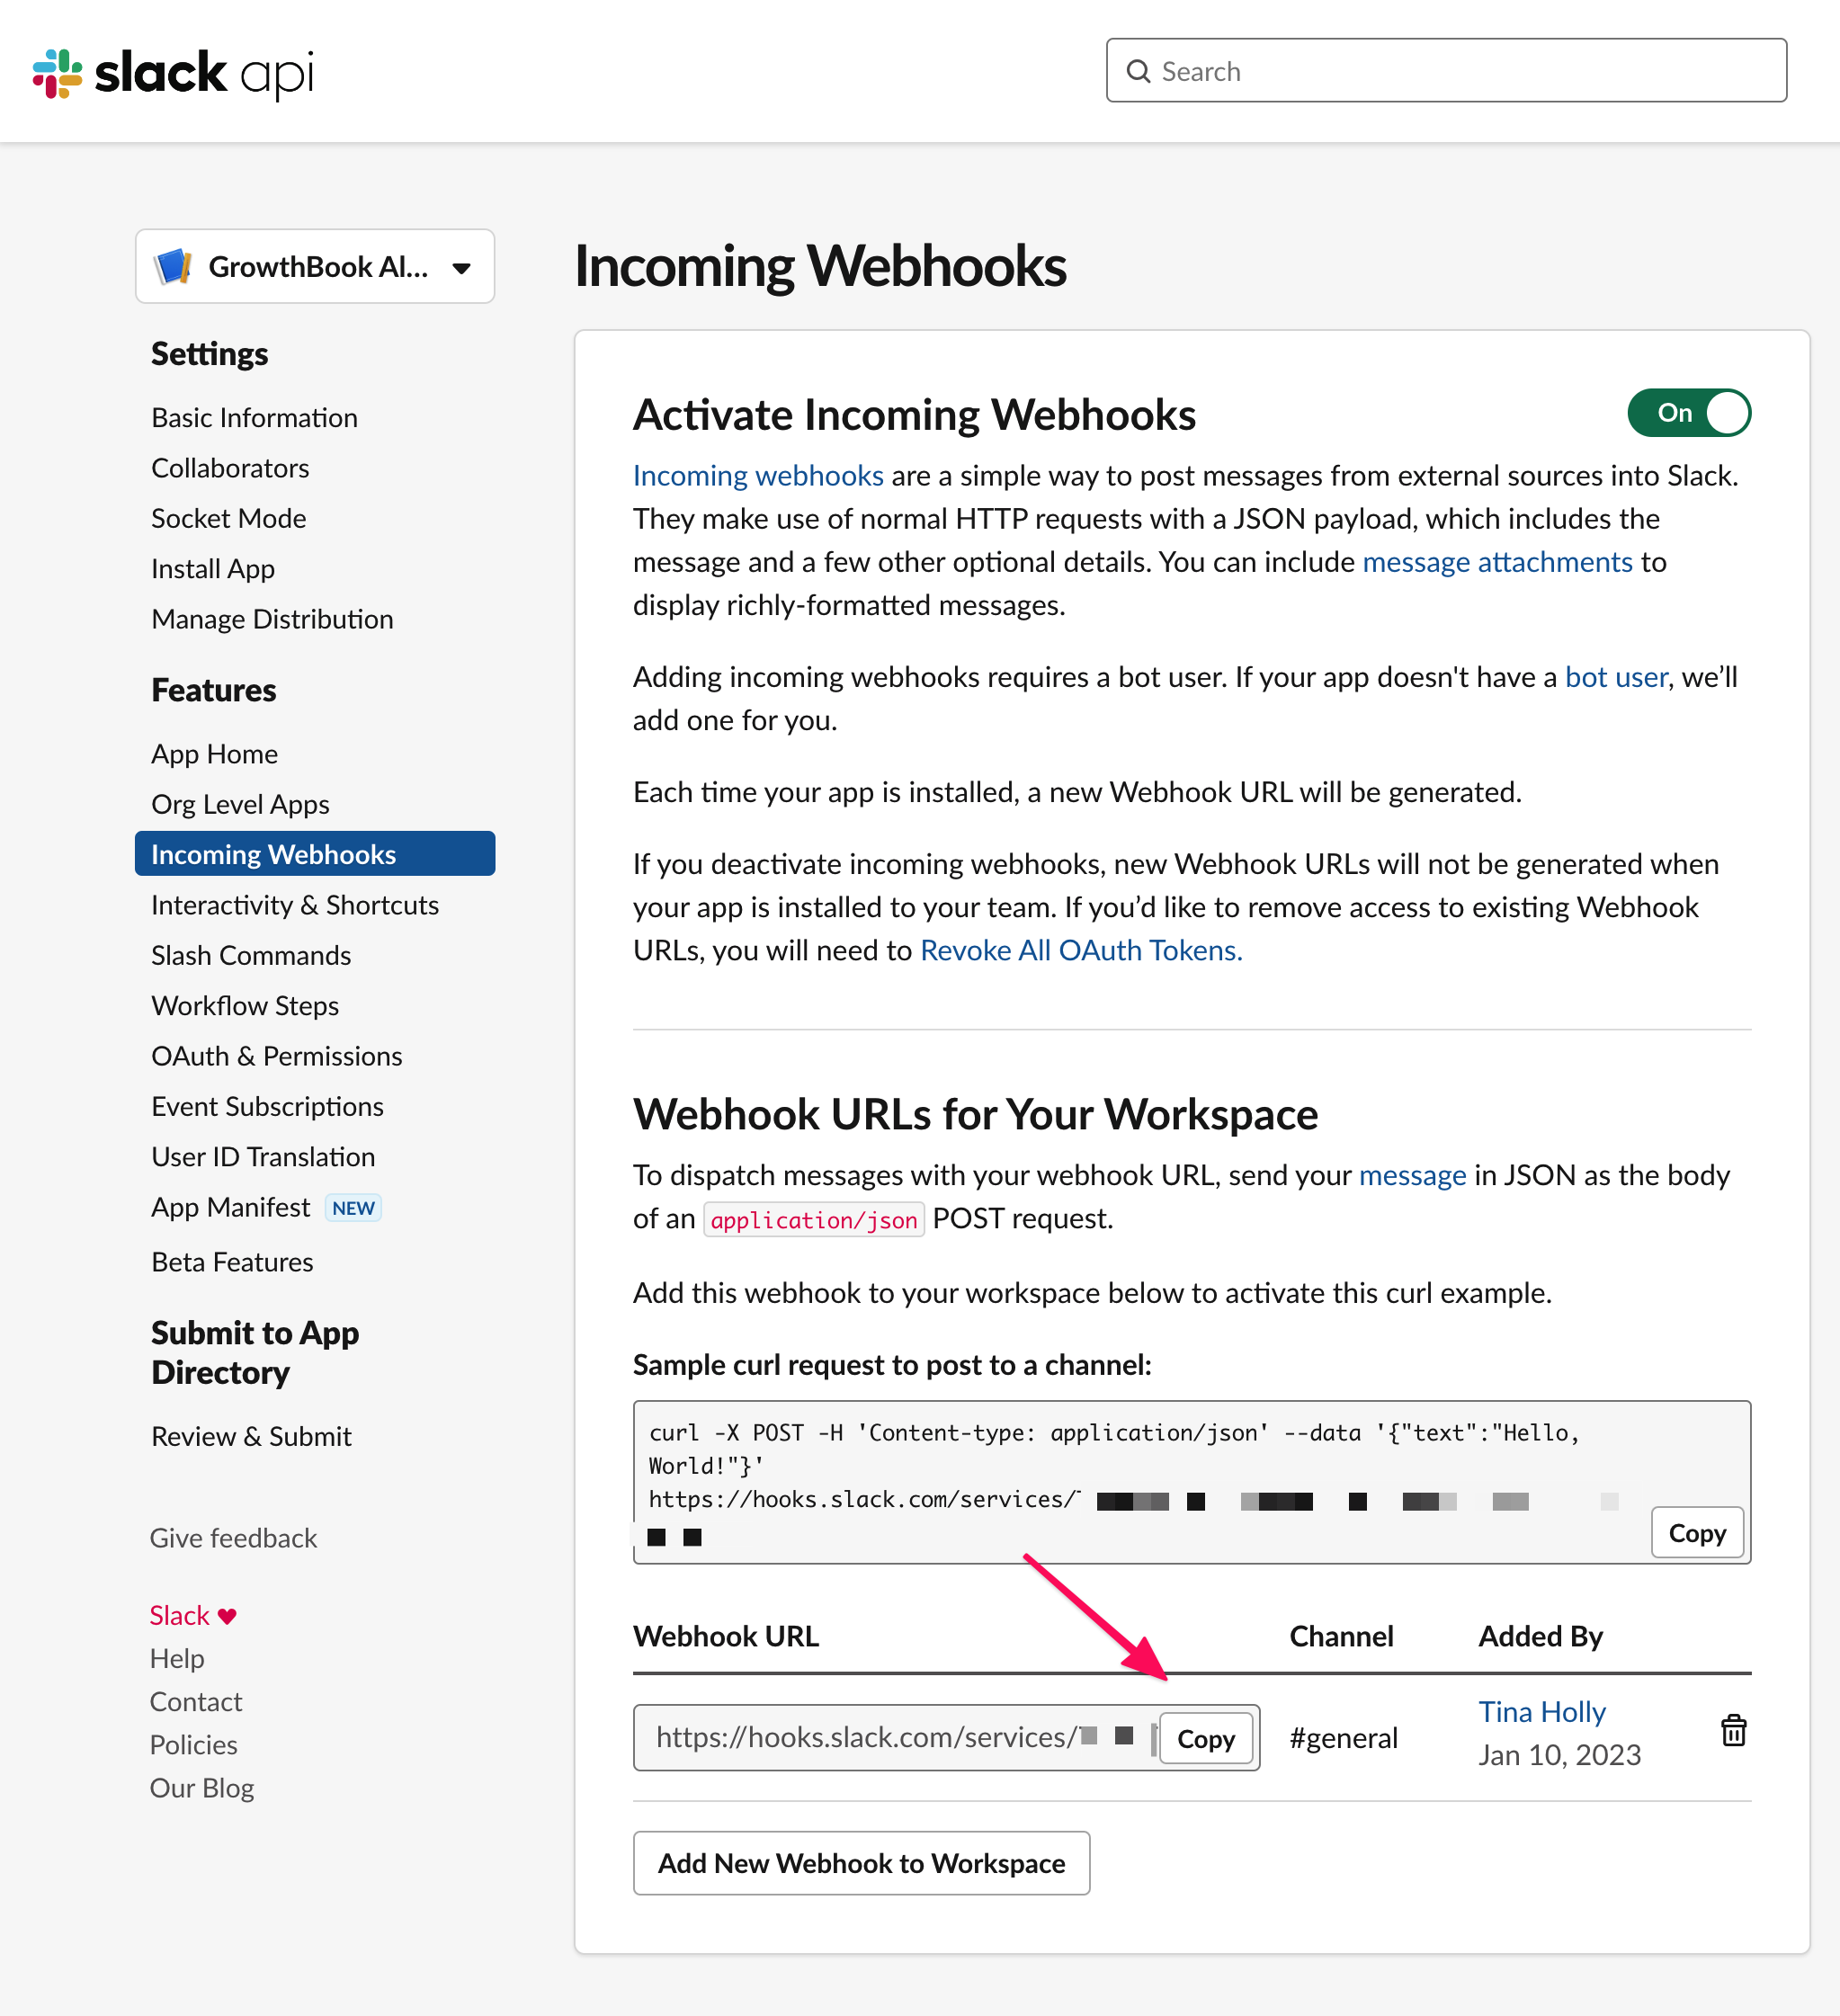 slack api
Search
GrowthBook Al...
Settings
Basic Information
Collaborators
Socket Mode
Install App
Manage Distribution
Features
App Home
Org Level Apps
Incoming Webhooks
Interactivity & Shortcuts
Slash Commands
Workflow Steps
OAuth & Permissions
Event Subscriptions
User ID Translation
App Manifest NEW
Beta Features
Submit to App
Directory
Review & Submit
Give feedback
Slack ♥
Help
Contact
Policies
Our Blog
Incoming Webhooks
Activate Incoming Webhooks
On
Incoming webhooks are a simple way to post messages from external sources into Slack.
They make use of normal HTTP requests with a JSON payload, which includes the
message and a few other optional details. You can include message attachments to
display richly-formatted messages.
Adding incoming webhooks requires a bot user. If your app doesn't have a bot user, we’ll
add one for you.
Each time your app is installed, a new Webhook URL will be generated.
If you deactivate incoming webhooks, new Webhook URLs will not be generated when
your app is installed to your team. If you’d like to remove access to existing Webhook
URLs, you will need to Revoke All OAuth Tokens.
Webhook URLs for Your Workspace
To dispatch messages with your webhook URL, send your message in JSON as the body
of an application/json POST request.
Add this webhook to your workspace below to activate this curl example.
Sample curl request to post to a channel:
curl -X POST -H 'Content-type: application/json' --data '{"text":"Hello,
World!"}'
https://hooks.slack.com/services/
Copy
Webhook URL
Channel
Added By
https://hooks.slack.com/services/
Copy
#general
Tina Holly
Jan 10, 2023
Add New Webhook to Workspace